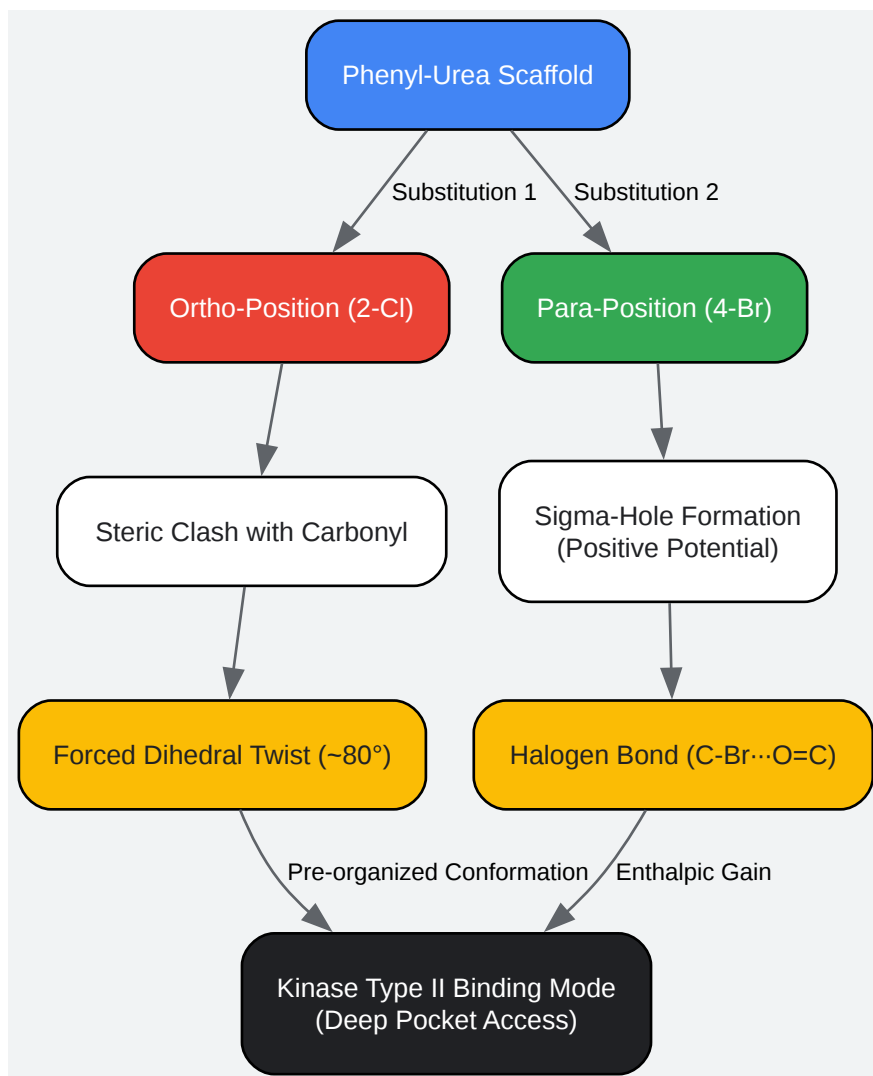 Phenyl-Urea Scaffold
Substitution 1
Substitution 2
Ortho-Position (2-Cl)
Para-Position (4-Br)
Steric Clash with Carbonyl
Sigma-Hole Formation
(Positive Potential)
Forced Dihedral Twist (~80°)
Halogen Bond (C-Br···O=C)
Pre-organized Conformation
Enthalpic Gain
Kinase Type II Binding Mode
(Deep Pocket Access)